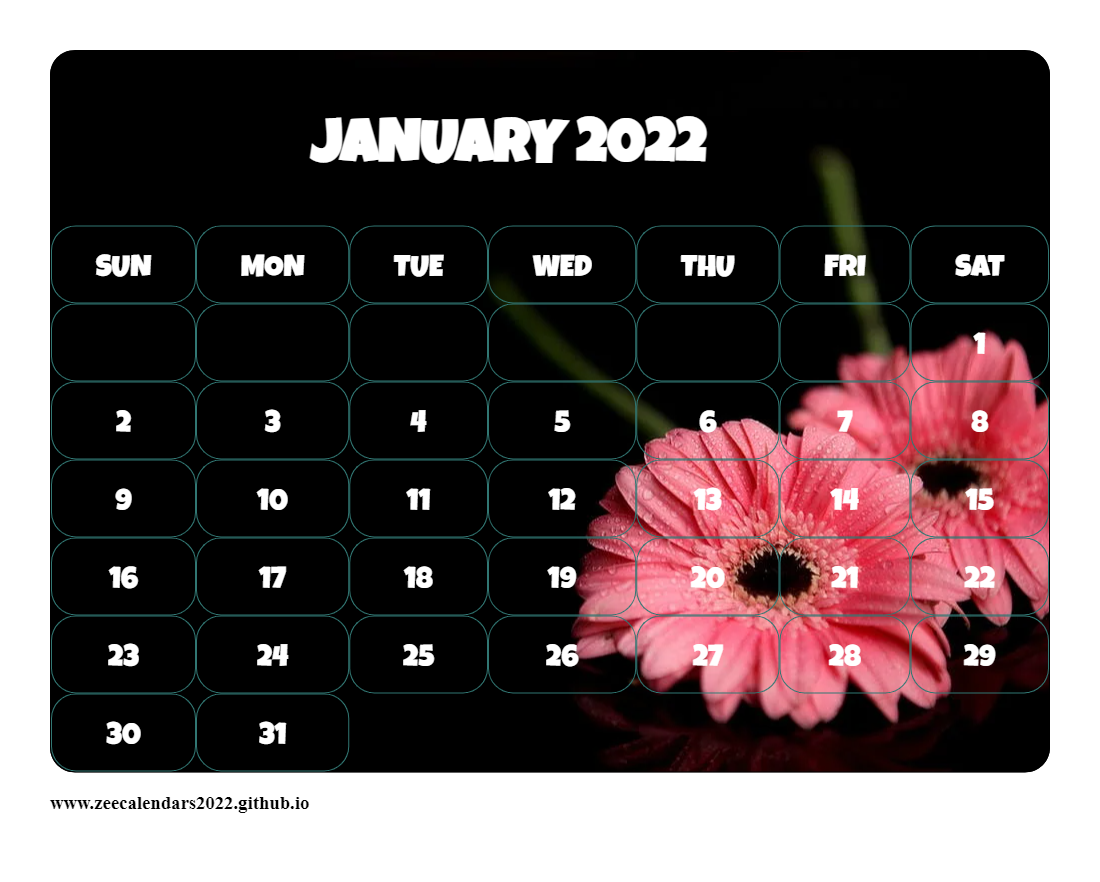 JANUARY 2022
SUN MON TUE WED THU FRI SAT
1
2 3 4 5 6 7 8
9 10 11 12 13 14 15
16 17 18 19 20 21 22
23 24 25 26 27 28 29
30 31
www.zeecalendars2022.github.io